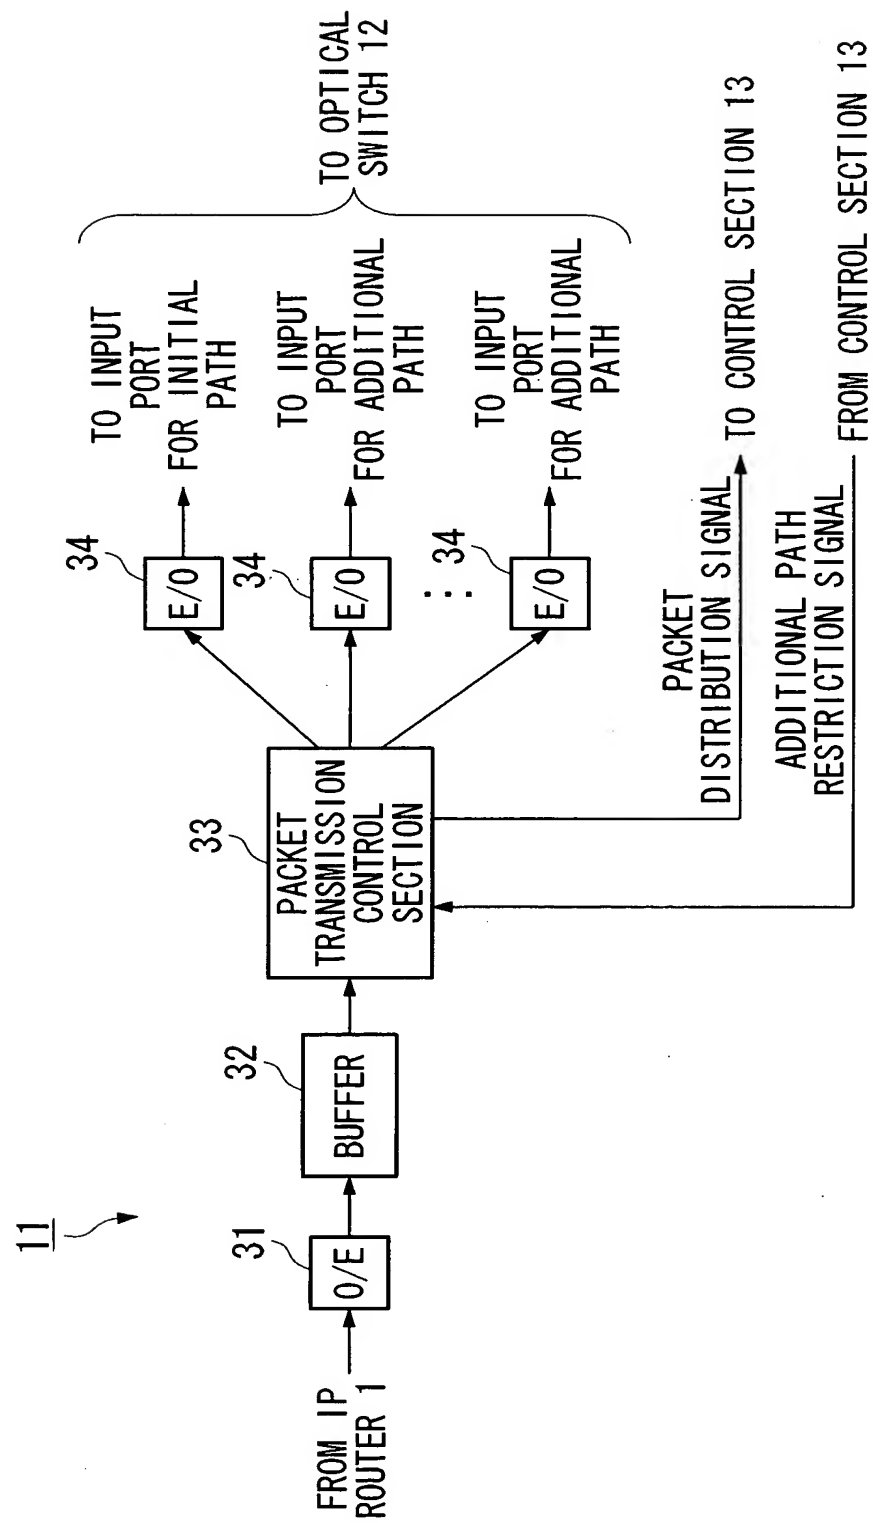 11
FROM IP
ROUTER 1
31
O/E
32
BUFFER
33
PACKET
TRANSMISSION
CONTROL
SECTION
34
E/O
TO INPUT
PORT
FOR INITIAL
PATH
34
E/O
TO INPUT
PORT
FOR ADDITIONAL
PATH
34
E/O
TO INPUT
PORT
FOR ADDITIONAL
PATH
TO OPTICAL
SWITCH 12
PACKET
DISTRIBUTION SIGNAL
TO CONTROL SECTION 13
ADDITIONAL PATH
RESTRICTION SIGNAL
FROM CONTROL SECTION 13